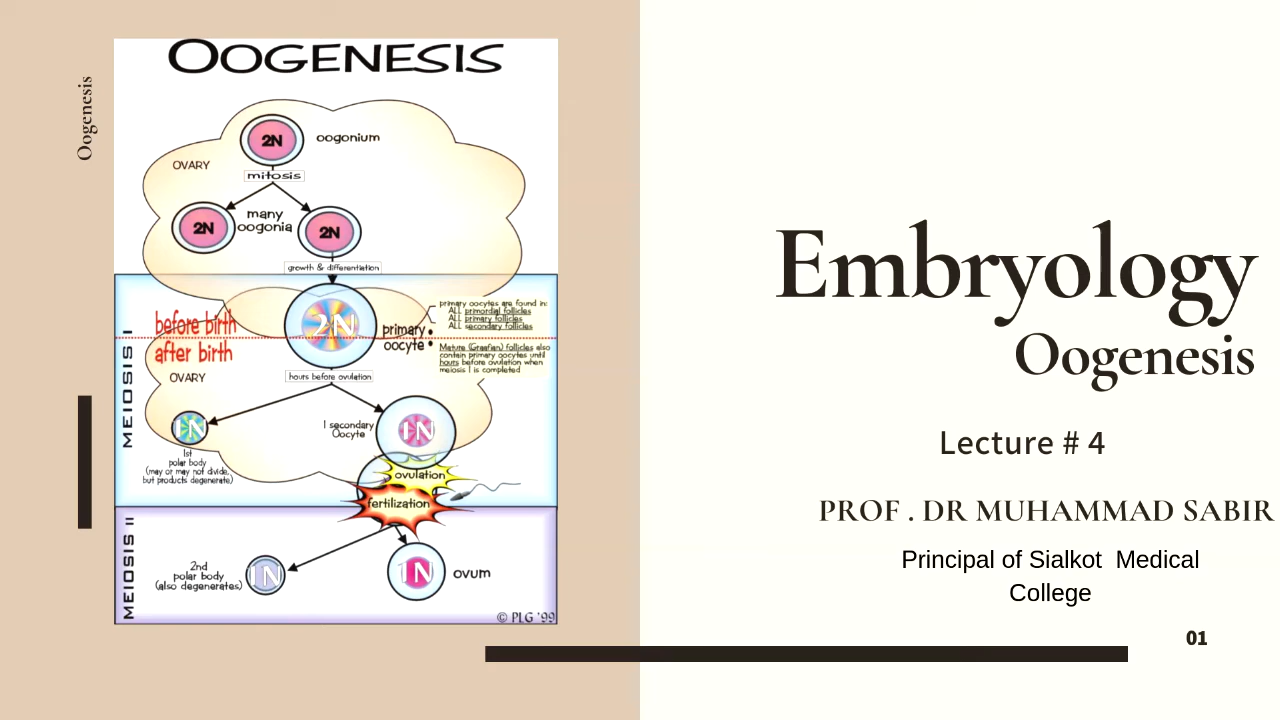 Oogenesis
OOGENESIS
2N
oogonium
OVARY
mitosis
2N
many
oogonia
2N
growth & differentiation
MEIOSIS I
before birth
after birth
2N
primary
oocyte
primary oocytes are found in:
ALL primordial follicles
ALL primary follicles
ALL secondary follicles
Mature (Graafian) follicles also
contain primary oocytes until
hours before ovulation when
meiosis I is completed
OVARY
hours before ovulation
1N
1st
polar body
(may or may not divide,
but products degenerate)
1 secondary
Oocyte
1N
ovulation
fertilization
MEIOSIS II
2nd
polar body
(also degenerates)
1N
1N
ovum
© PLG '99
Embryology
Oogenesis
Lecture # 4
PROF . DR MUHAMMAD SABIR
Principal of Sialkot Medical
College
01